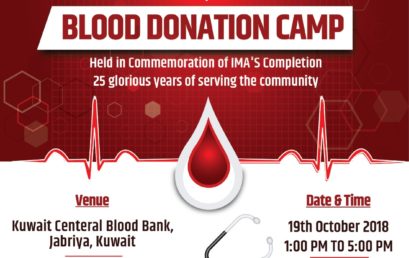 BLOOD DONATION CAMP
Held in Commemoration of IMA'S Completion
25 glorious years of serving the community
Venue
Kuwait Centeral Blood Bank,
Jabriya, Kuwait
Date & Time
19th October 2018
1:00 PM TO 5:00 PM